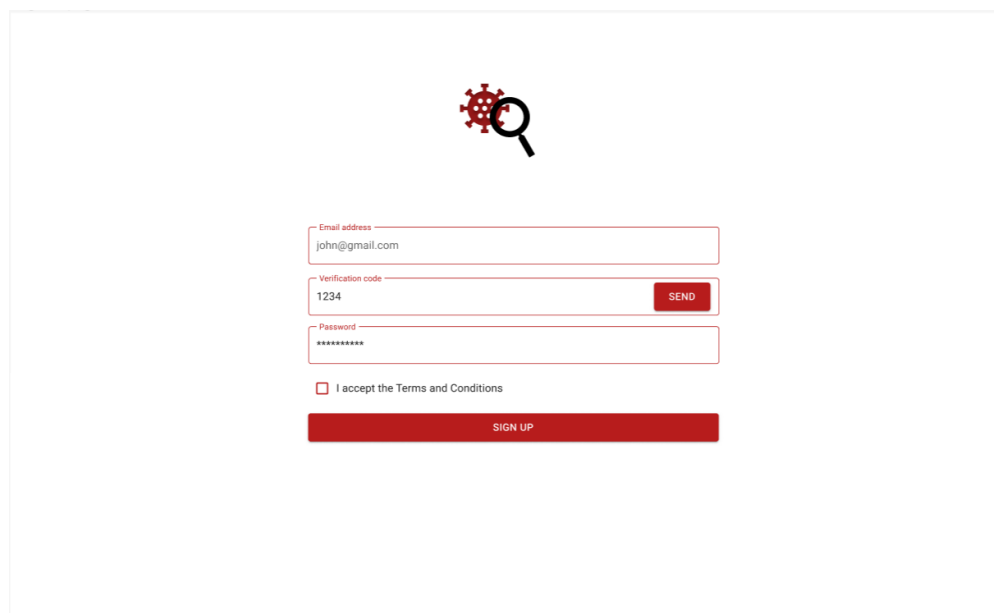 Email address
john@gmail.com
Verification code
1234
SEND
Password
**********
I accept the Terms and Conditions
SIGN UP